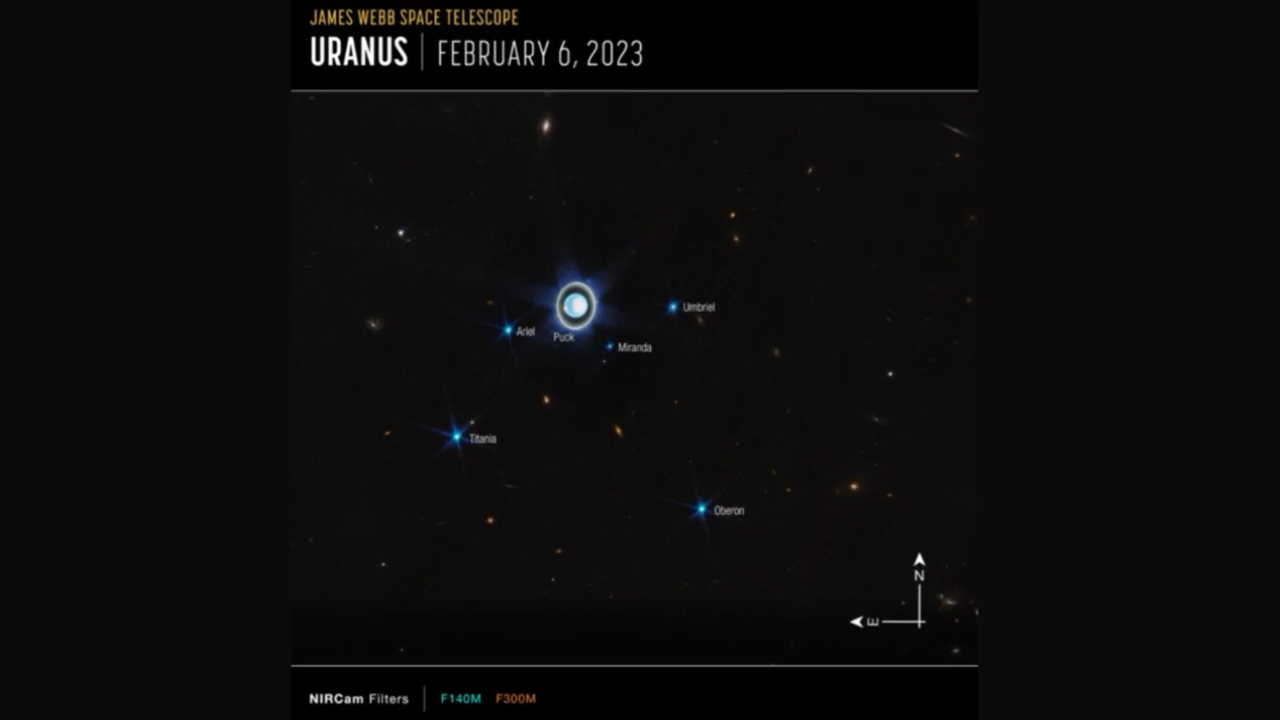 JAMES WEBB SPACE TELESCOPE
URANUS | FEBRUARY 6, 2023
Umbriel
Ariel
Puck
Miranda
Titania
Oberon
N
E
NIRCam Filters | F140M F300M